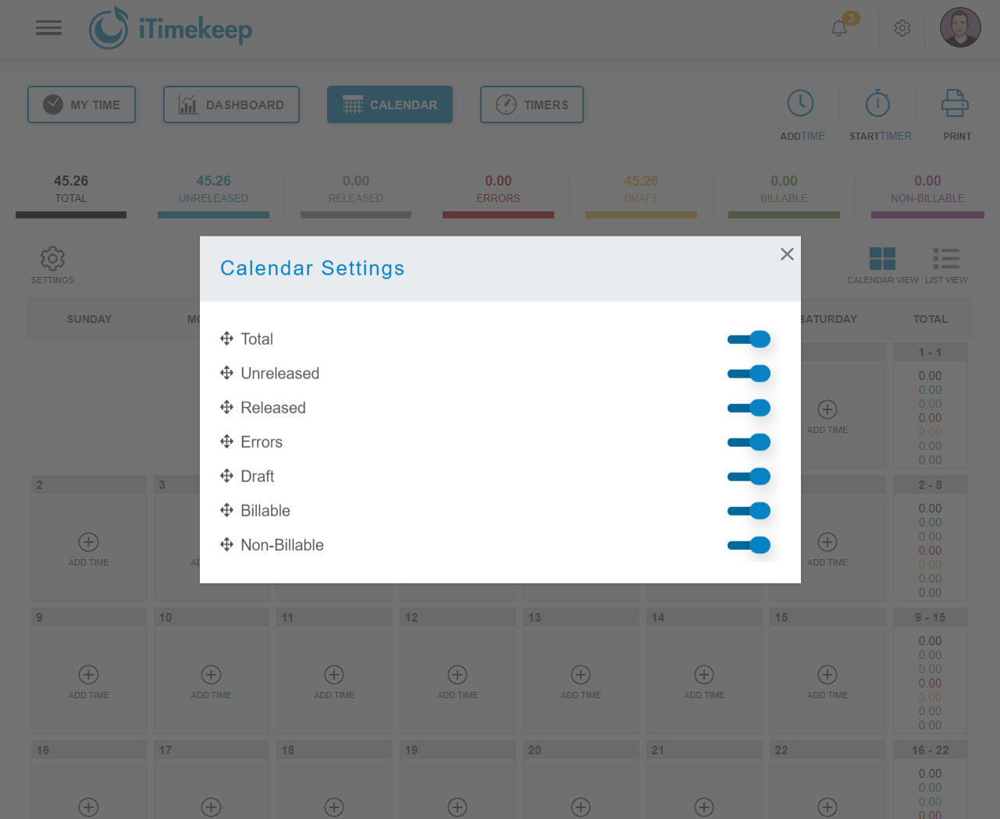 iTimekeep
3
MY TIME
DASHBOARD
CALENDAR
TIMERS
ADDTIME
STARTTIMER
PRINT
45.26
TOTAL
45.26
UNRELEASED
0.00
RELEASED
0.00
ERRORS
45.26
DRAFT
0.00
BILLABLE
0.00
NON-BILLABLE
SETTINGS
CALENDAR VIEW
LIST VIEW
Calendar Settings
Total
Unreleased
Released
Errors
Draft
Billable
Non-Billable
SUNDAY
MO
SATURDAY
TOTAL
ADD TIME
1 - 1
0.00
0.00
0.00
0.00
0.00
0.00
0.00
2
ADD TIME
3
AD
ADD TIME
2 - 8
0.00
0.00
0.00
0.00
0.00
0.00
0.00
9
ADD TIME
10
ADD TIME
11
ADD TIME
12
ADD TIME
13
ADD TIME
14
ADD TIME
15
ADD TIME
9 - 15
0.00
0.00
0.00
0.00
0.00
0.00
0.00
16
17
18
19
20
21
22
16 - 22
0.00
0.00
0.00
0.00